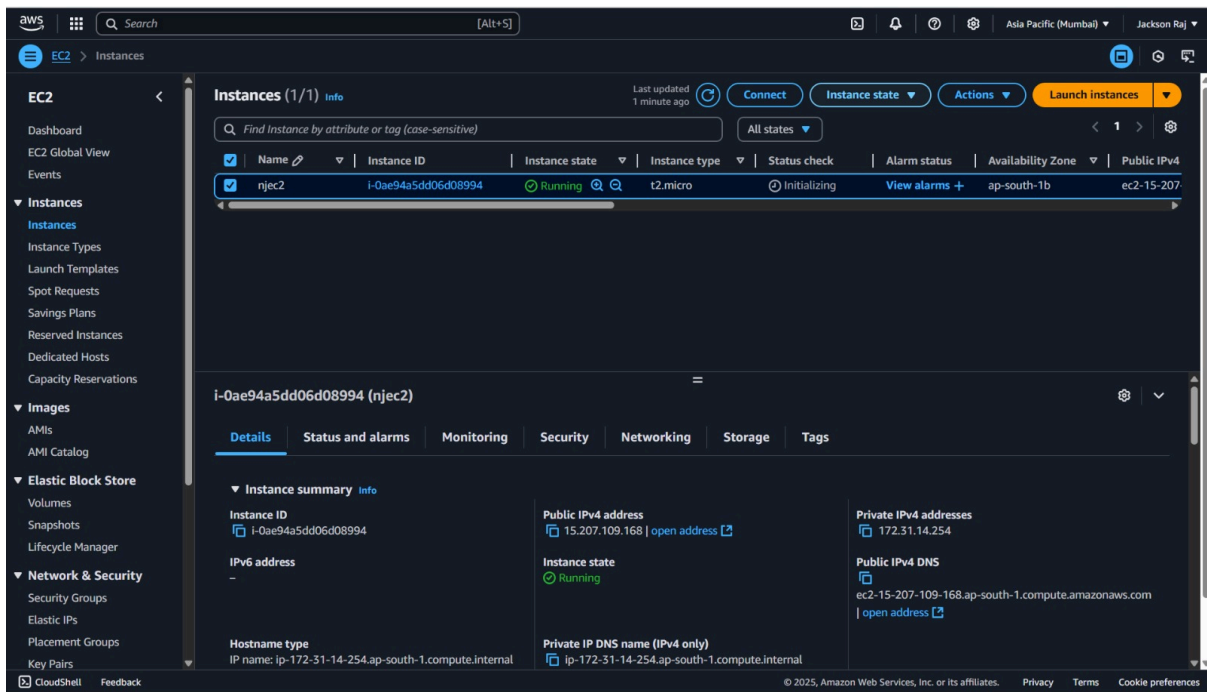 aws
Search [Alt+S]
Asia Pacific (Mumbai) Jackson Raj
EC2 > Instances
EC2
Dashboard
EC2 Global View
Events
Instances
Instances
Instance Types
Launch Templates
Spot Requests
Savings Plans
Reserved Instances
Dedicated Hosts
Capacity Reservations
Images
AMIs
AMI Catalog
Elastic Block Store
Volumes
Snapshots
Lifecycle Manager
Network & Security
Security Groups
Elastic IPs
Placement Groups
Key Pairs
Instances (1/1) Info
Last updated
1 minute ago
Connect Instance state Actions Launch instances
Find Instance by attribute or tag (case-sensitive)
All states
1
Name Instance ID Instance state Instance type Status check Alarm status Availability Zone Public IPv4
njec2 i-0ae94a5dd06d08994 Running t2.micro Initializing View alarms + ap-south-1b ec2-15-207-
i-0ae94a5dd06d08994 (njec2)
Details Status and alarms Monitoring Security Networking Storage Tags
Instance summary Info
Instance ID
i-0ae94a5dd06d08994
Public IPv4 address
15.207.109.168 | open address
Private IPv4 addresses
172.31.14.254
IPv6 address
–
Instance state
Running
Public IPv4 DNS
ec2-15-207-109-168.ap-south-1.compute.amazonaws.com
| open address
Hostname type
IP name: ip-172-31-14-254.ap-south-1.compute.internal
Private IP DNS name (IPv4 only)
ip-172-31-14-254.ap-south-1.compute.internal
CloudShell Feedback
© 2025, Amazon Web Services, Inc. or its affiliates. Privacy Terms Cookie preferences